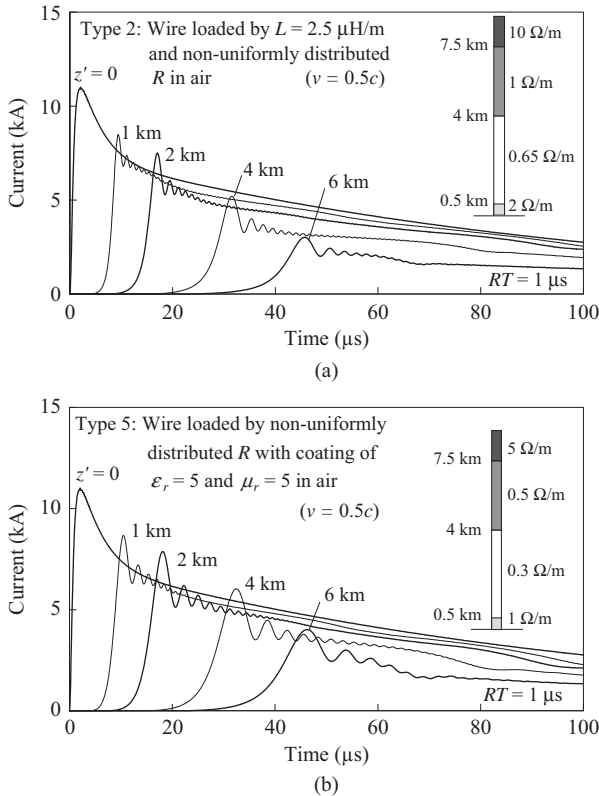 15
Type 2: Wire loaded by L = 2.5 µH/m
and non-uniformly distributed
R in air (v = 0.5c)
z' = 0
10
5
0
Current (kA)
1 km
2 km
4 km
6 km
7.5 km
4 km
0.5 km
10 Ω/m
1 Ω/m
0.65 Ω/m
2 Ω/m
RT = 1 µs
0 20 40 60 80 100
Time (µs)
(a)
15
Type 5: Wire loaded by non-uniformly
distributed R with coating of
εr = 5 and µr = 5 in air
(v = 0.5c)
z' = 0
10
5
0
Current (kA)
1 km
2 km
4 km
6 km
7.5 km
4 km
0.5 km
5 Ω/m
0.5 Ω/m
0.3 Ω/m
1 Ω/m
RT = 1 µs
0 20 40 60 80 100
Time (µs)
(b)